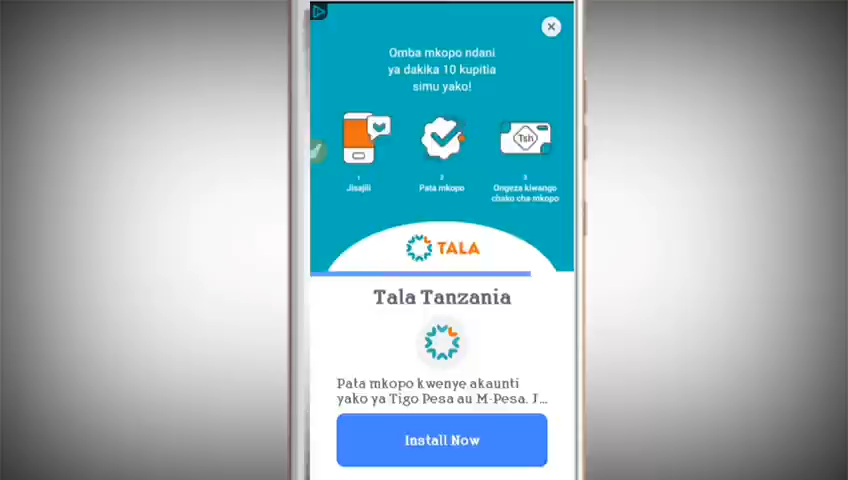 Omba mkopo ndani
ya dakika 10 kupitia
simu yako!
Tsh
1
2
3
Jisajili
Pata mkopo
Ongeza kiwango
chako cha mkopo
TALA
Tala Tanzania
Pata mkopo kwenye akaunti
yako ya Tigo Pesa au M-Pesa. J...
Install Now